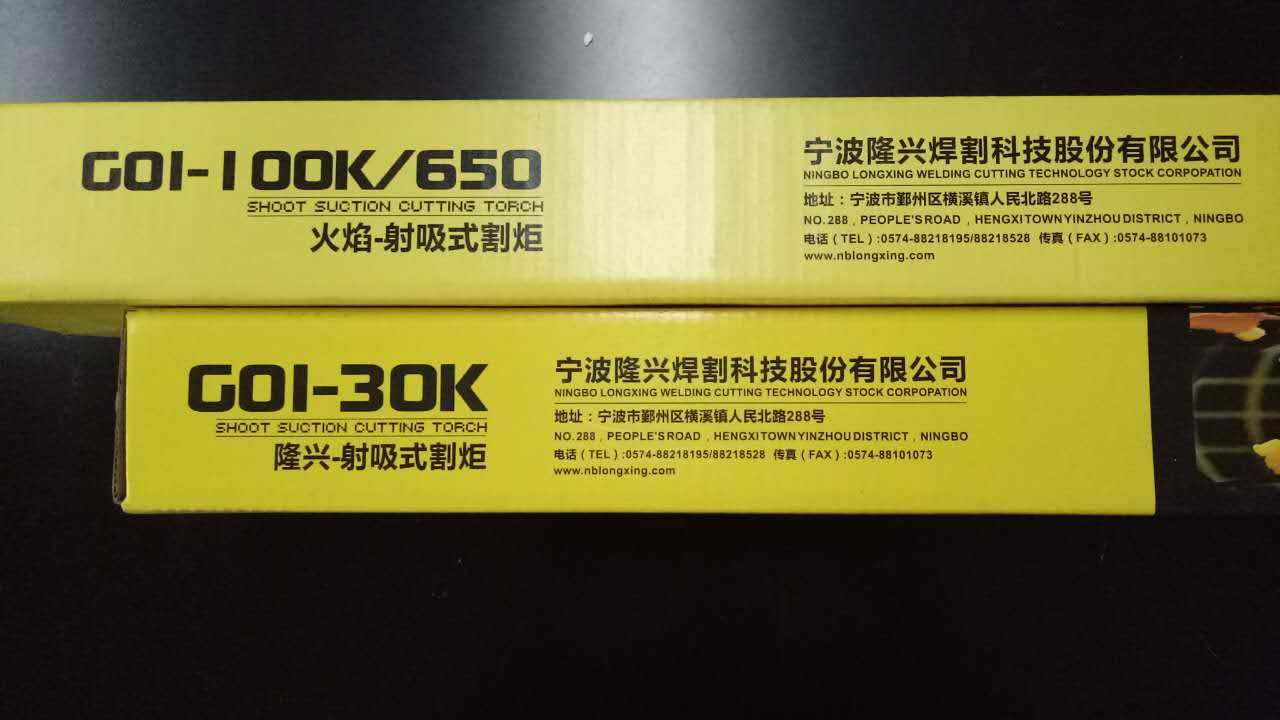 G01-100K/650
SHOOT SUCTION CUTTING TORCH
火焰-射吸式割炬
宁波隆兴焊割科技股份有限公司
NINGBO LONGXING WELDING CUTTING TECHNOLOGY STOCK CORPOPATION
地址：宁波市鄞州区横溪镇人民北路288号
NO.288，PEOPLE'S ROAD，HENGXITOWNYINZHOUDISTRICT，NINGBO
电话（TEL）:0574-88218195/88218528 传真（FAX）:0574-88101073
www.nblongxing.com
G01-30K
SHOOT SUCTION CUTTING TORCH
隆兴-射吸式割炬
宁波隆兴焊割科技股份有限公司
NINGBO LONGXING WELDING CUTTING TECHNOLOGY STOCK CORPOPATION
地址：宁波市鄞州区横溪镇人民北路288号
NO.288，PEOPLE'S ROAD，HENGXITOWNYINZHOUDISTRICT，NINGBO
电话（TEL）:0574-88218195/88218528 传真（FAX）:0574-88101073
www.nblongxing.com